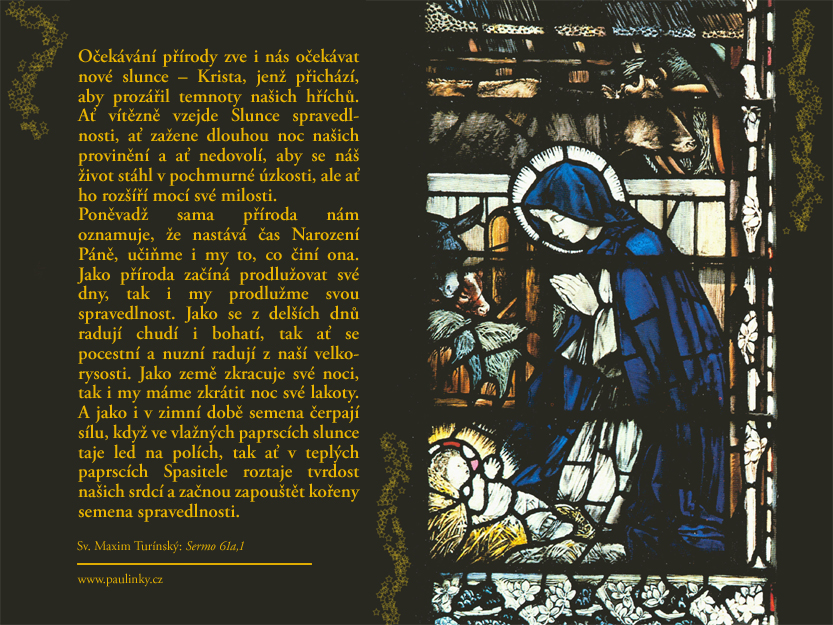 Očekávání přírody zve i nás očekávat
nové slunce – Krista, jenž přichází,
aby prozářil temnoty našich hříchů.
Ať vítězně vzejde Slunce spravedl-
nosti, ať zažene dlouhou noc našich
provinění a ať nedovolí, aby se náš
život stáhl v pochmurné úzkosti, ale ať
ho rozšíří mocí své milosti.
Poněvadž sama příroda nám
oznamuje, že nastává čas Narození
Páně, učiňme i my to, co činí ona.
Jako příroda začíná prodlužovat své
dny, tak i my prodlužme svou
spravedlnost. Jako se z delších dnů
radují chudí i bohatí, tak ať se
pocestní a nuzní radují z naší velko-
rysosti. Jako země zkracuje své noci,
tak i my máme zkrátit noc své lakoty.
A jako i v zimní době semena čerpají
sílu, když ve vlažných paprscích slunce
taje led na polích, tak ať v teplých
paprscích Spasitele roztaje tvrdost
našich srdcí a začnou zapouštět kořeny
semena spravedlnosti.
Sv. Maxim Turínský: Sermo 61a,1
www.paulinky.cz